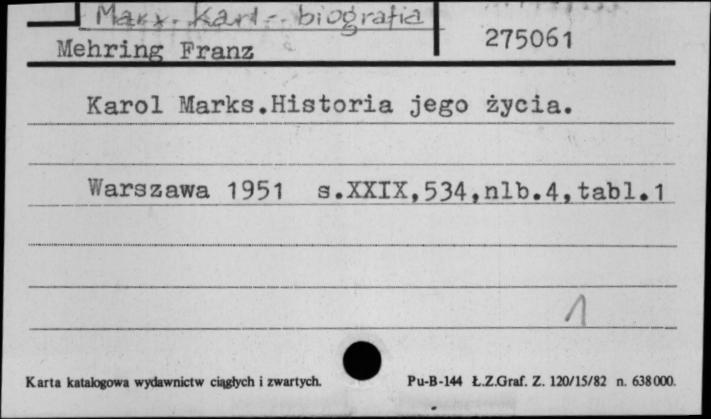 Marx Karl - biografia
Mehring Franz
275061
Karol Marks.Historia jego życia.
Warszawa 1951 s.XXIX,534,nlb.4,tabl.1
1
Karta katalogowa wydawnictw ciągłych i zwartych.
Pu-B-144 Ł.Z.Graf. Z. 120/15/82 n. 638000.